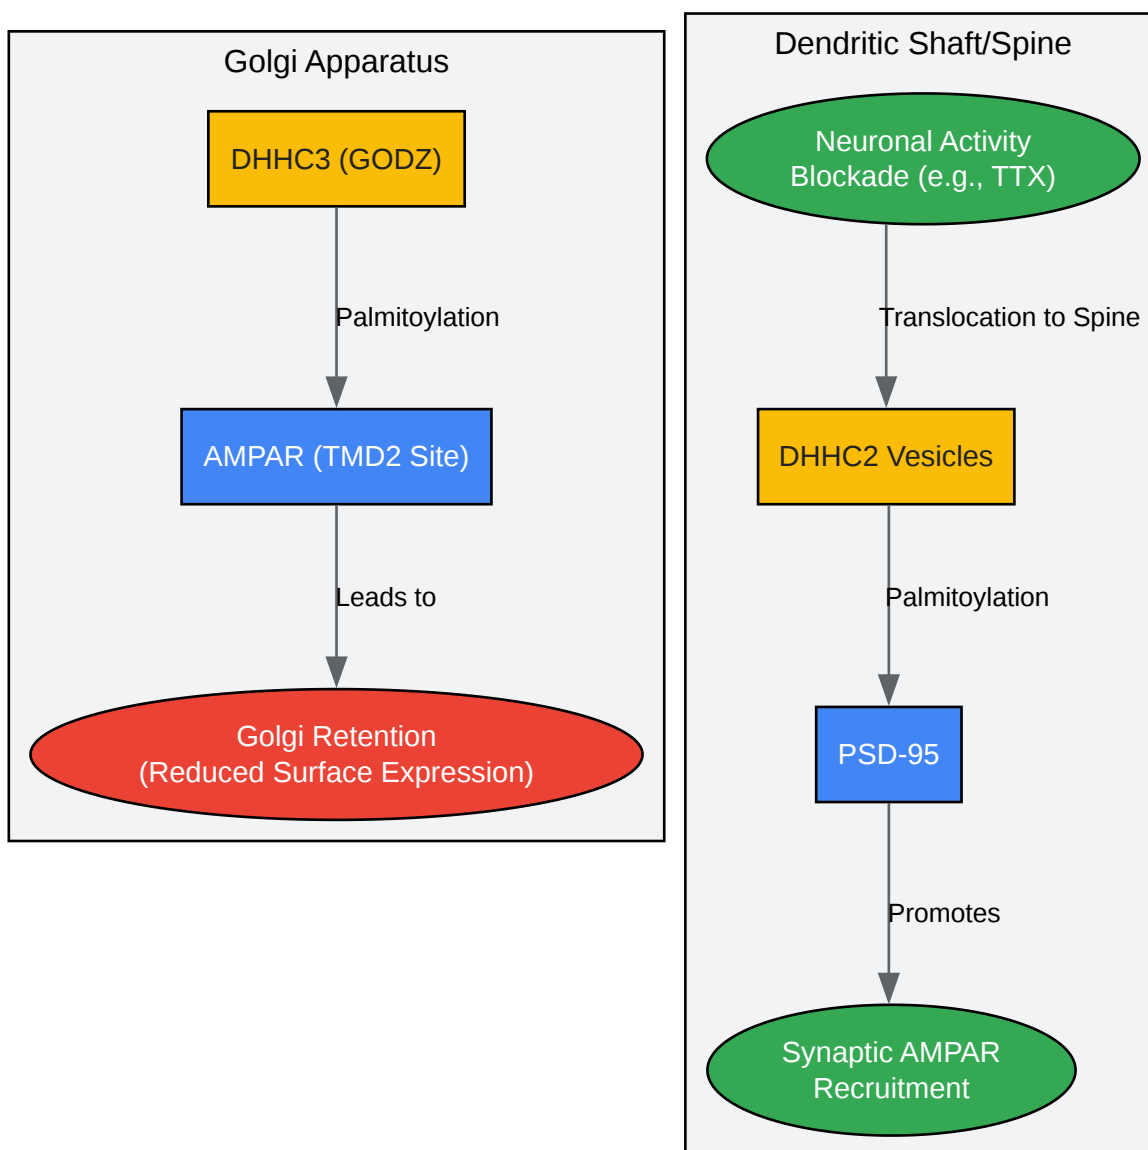 Golgi Apparatus
DHHC3 (GODZ)
Palmitoylation
AMPAR (TMD2 Site)
Leads to
Golgi Retention
(Reduced Surface Expression)
Dendritic Shaft/Spine
Neuronal Activity
Blockade (e.g., TTX)
Translocation to Spine
DHHC2 Vesicles
Palmitoylation
PSD-95
Promotes
Synaptic AMPAR
Recruitment